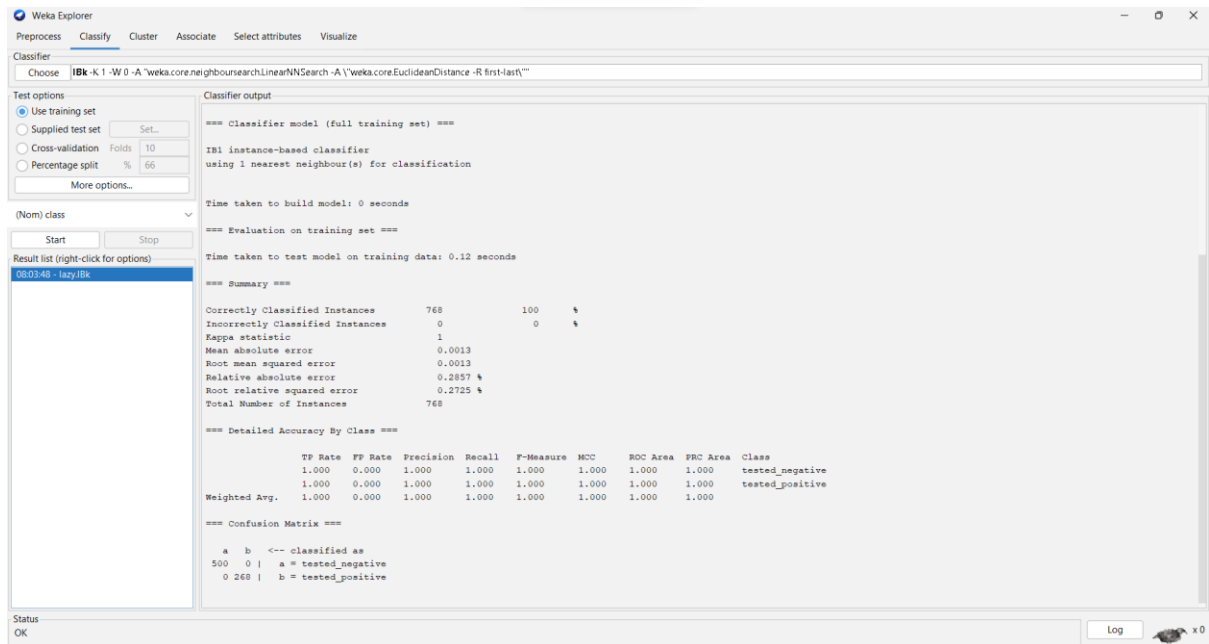 Weka Explorer
Preprocess Classify Cluster Associate Select attributes Visualize
Classifier
Choose IBk -K 1 -W 0 -A "weka.core.neighboursearch.LinearNNSearch -A \"weka.core.EuclideanDistance -R first-last\""
Test options
Use training set
Supplied test set Set...
Cross-validation Folds 10
Percentage split % 66
More options...
(Nom) class
Start Stop
Result list (right-click for options)
08:03:48 - lazy.IBk
Classifier output
=== Classifier model (full training set) ===
IB1 instance-based classifier
using 1 nearest neighbour(s) for classification
Time taken to build model: 0 seconds
=== Evaluation on training set ===
Time taken to test model on training data: 0.12 seconds
=== Summary ===
Correctly Classified Instances 768 100 %
Incorrectly Classified Instances 0 0 %
Kappa statistic 1
Mean absolute error 0.0013
Root mean squared error 0.0013
Relative absolute error 0.2857 %
Root relative squared error 0.2725 %
Total Number of Instances 768
=== Detailed Accuracy By Class ===
TP Rate FP Rate Precision Recall F-Measure MCC ROC Area PRC Area Class
1.000 0.000 1.000 1.000 1.000 1.000 1.000 1.000 tested_negative
1.000 0.000 1.000 1.000 1.000 1.000 1.000 1.000 tested_positive
Weighted Avg. 1.000 0.000 1.000 1.000 1.000 1.000 1.000 1.000
=== Confusion Matrix ===
a b <-- classified as
500 0 | a = tested_negative
0 268 | b = tested_positive
Status
OK
Log x 0